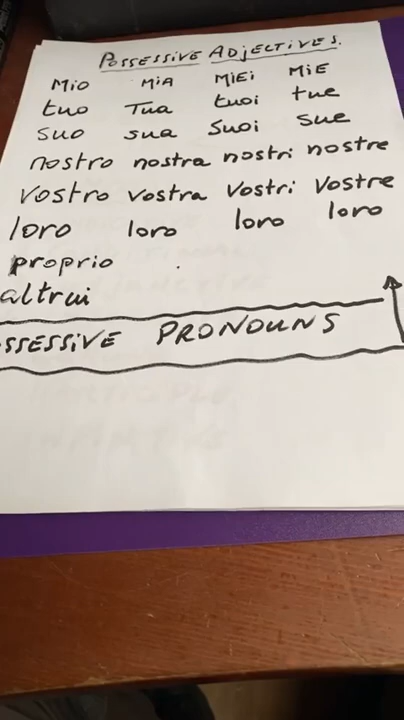 POSSESSIVE ADJECTIVES.
Mio MiA MiEi MiE
tuo Tua tuoi tue
suo sua Suoi sue
nostro nostra nostri nostre
vostro vostra Vostri Vostre
loro loro loro loro
proprio
altrui
SSESSiVE PRONOUNS